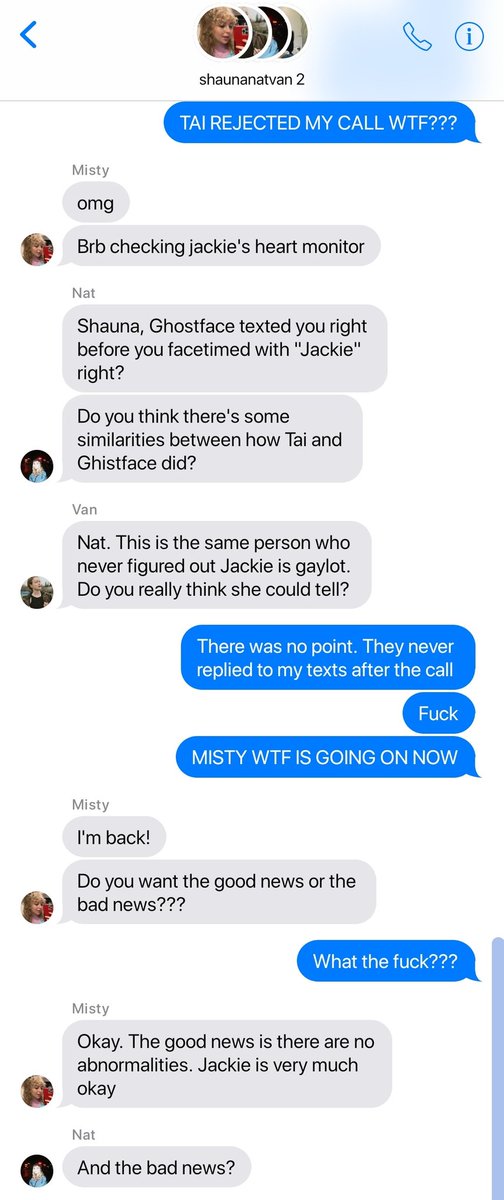 shaunanatvan 2
TAI REJECTED MY CALL WTF???
Misty
omg
Brb checking jackie's heart monitor
Nat
Shauna, Ghostface texted you right
before you facetimed with "Jackie"
right?
Do you think there's some
similarities between how Tai and
Ghistface did?
Van
Nat. This is the same person who
never figured out Jackie is gaylot.
Do you really think she could tell?
There was no point. They never
replied to my texts after the call
Fuck
MISTY WTF IS GOING ON NOW
Misty
I'm back!
Do you want the good news or the
bad news???
What the fuck???
Misty
Okay. The good news is there are no
abnormalities. Jackie is very much
okay
Nat
And the bad news?